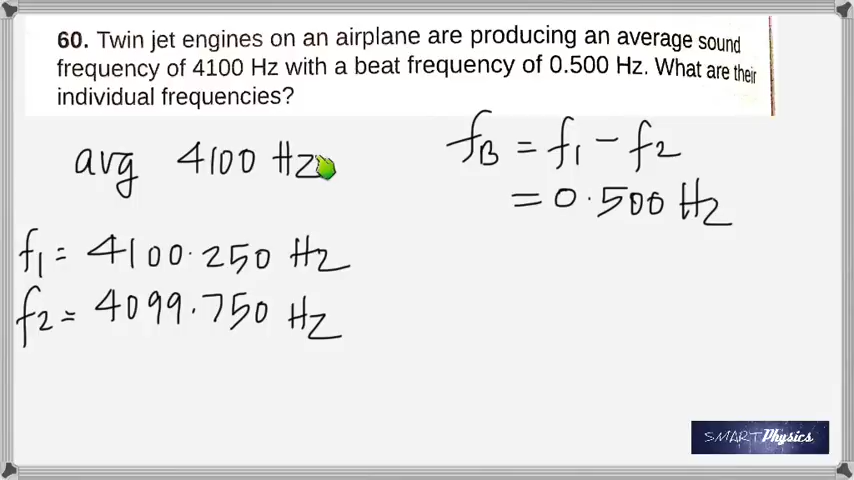 60. Twin jet engines on an airplane are producing an average sound
frequency of 4100 Hz with a beat frequency of 0.500 Hz. What are their
individual frequencies?
avg 4100 Hz
f1 = 4100.250 Hz
f2 = 4099.750 Hz
fB = f1 - f2
= 0.500 Hz
SMART Physics